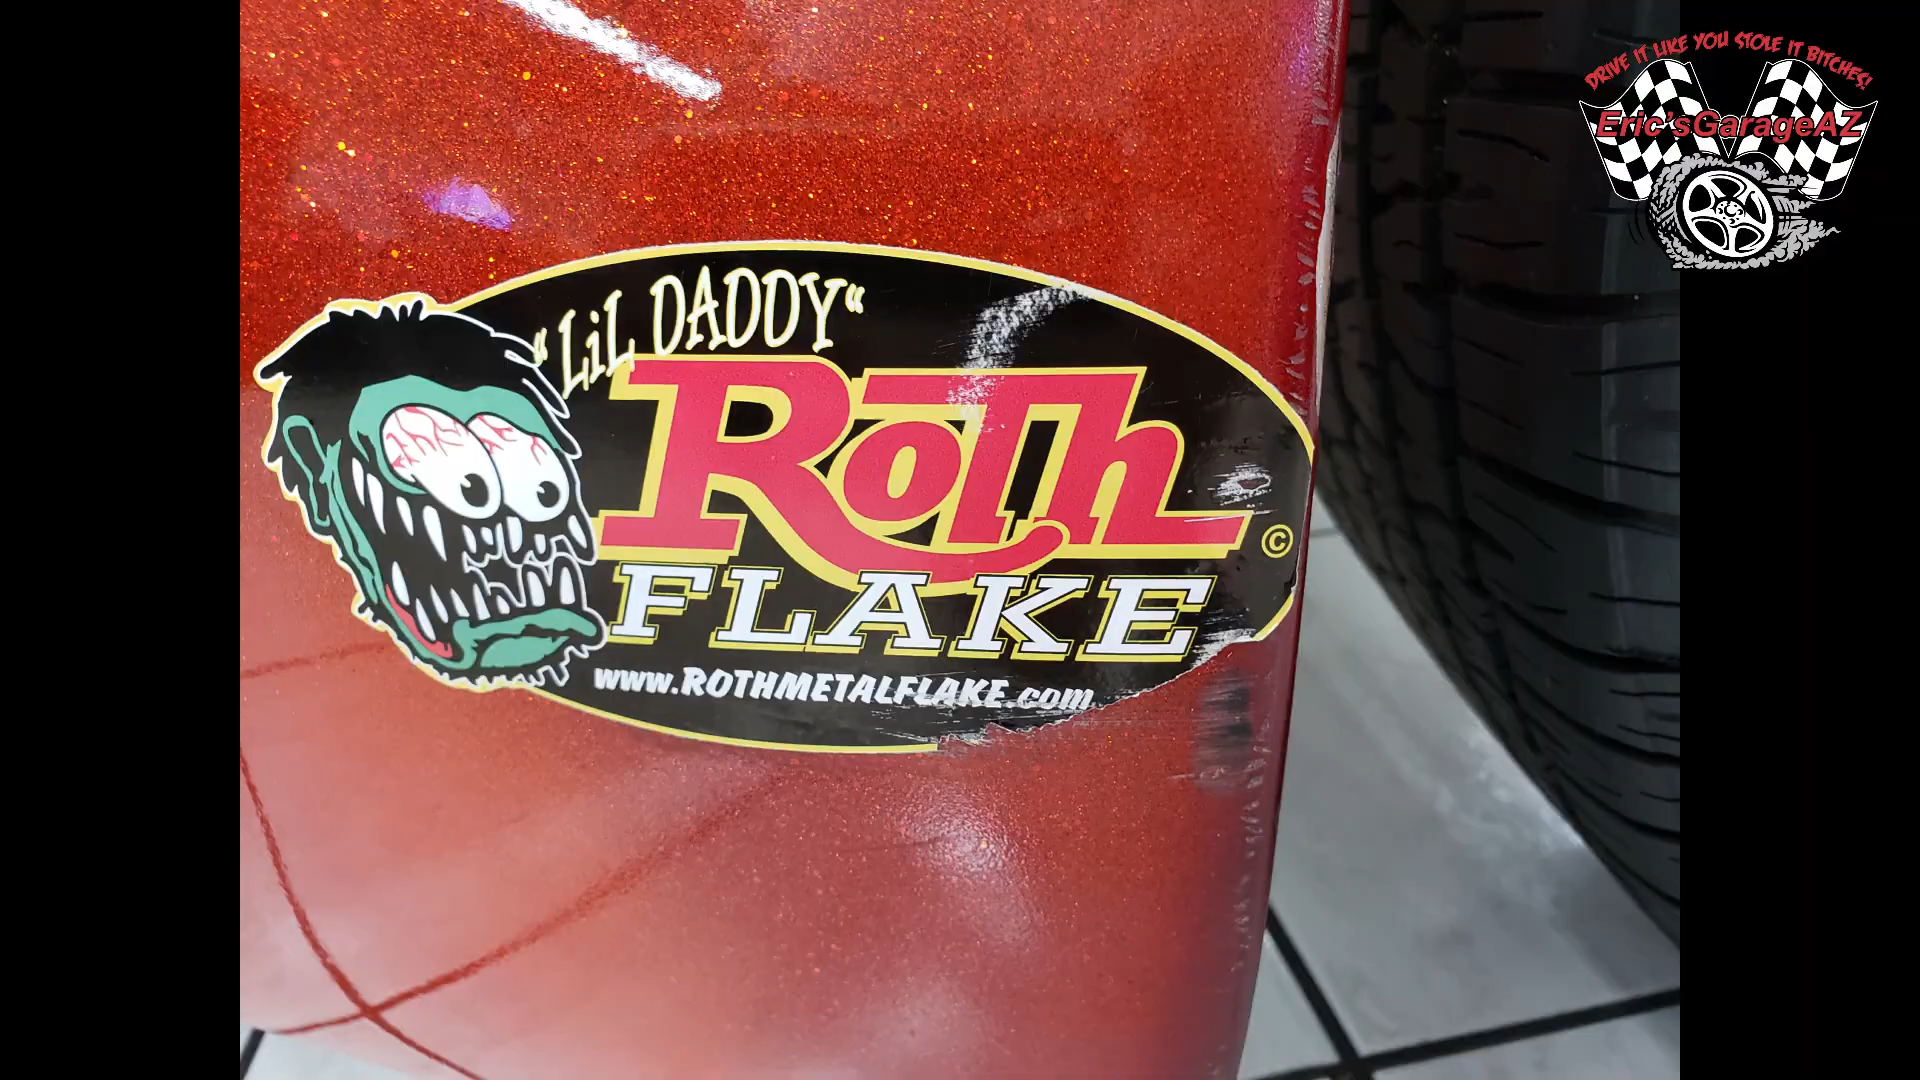 DRIVE IT LIKE YOU STOLE IT BITCHES!
Eric'sGarageAZ
"LiL DADDY"
Roth
©
FLAKE
www.ROTHMETALFLAKE.com